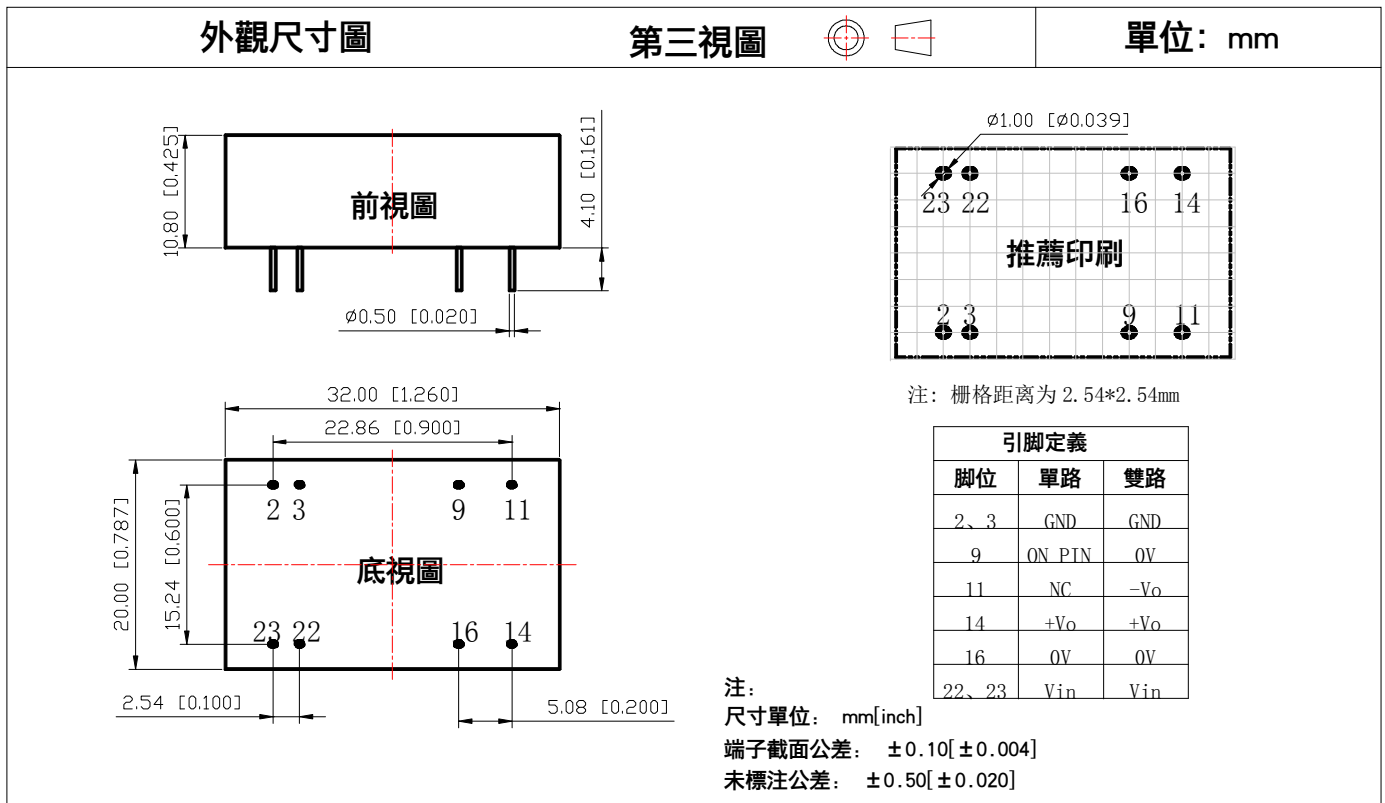 外觀尺寸圖 第三視圖 單位: mm
10.80 [0.425]
前視圖
4.10 [0.161]
Ø0.50 [0.020]
Ø1.00 [Ø0.039]
23 22 16 14
推薦印刷
2 3 9 11
注: 栅格距离为 2.54*2.54mm
32.00 [1.260]
22.86 [0.900]
20.00 [0.787]
15.24 [0.600]
2 3 9 11
底視圖
23 22 16 14
2.54 [0.100]
5.08 [0.200]
引脚定義
脚位 單路 雙路
2、3 GND GND
9 ON PIN 0V
11 NC -Vo
14 +Vo +Vo
16 0V 0V
22、23 Vin Vin
注:
尺寸單位: mm[inch]
端子截面公差: ±0.10[±0.004]
未標注公差: ±0.50[±0.020]